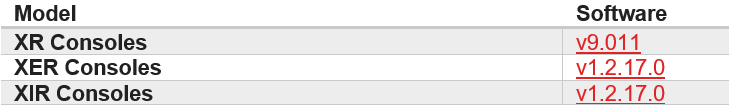 Model Software
XR Consoles v9.011
XER Consoles v1.2.17.0
XIR Consoles v1.2.17.0